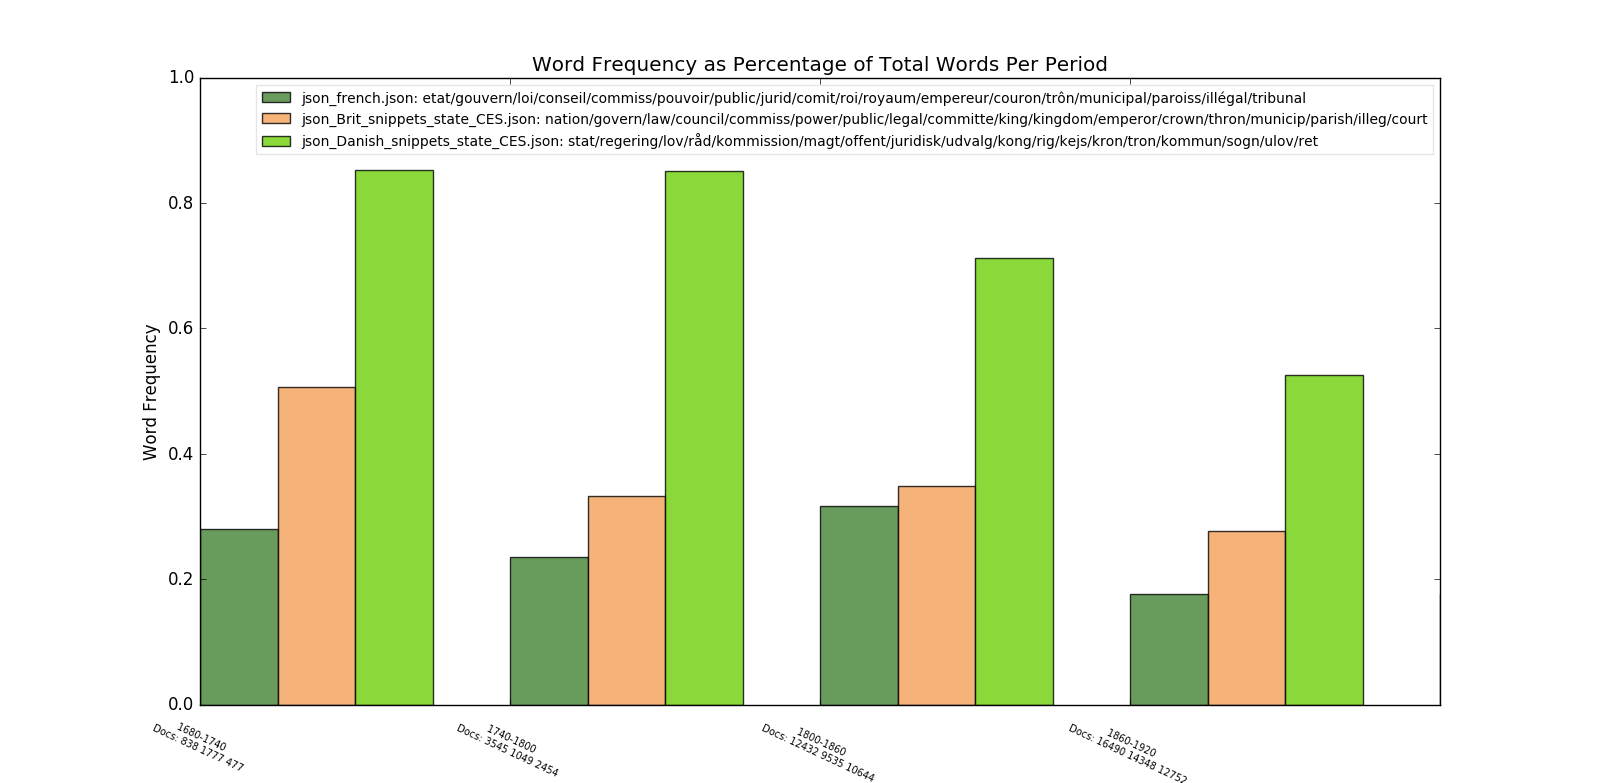 Word Frequency as Percentage of Total Words Per Period
json_french.json: etat/gouvern/loi/conseil/commiss/pouvoir/public/jurid/comit/roi/royaum/empereur/couron/trôn/municipal/paroiss/illégal/tribunal
json_Brit_snippets_state_CES.json: nation/govern/law/council/commiss/power/public/legal/committe/king/kingdom/emperor/crown/thron/municip/parish/illeg/court
json_Danish_snippets_state_CES.json: stat/regering/lov/råd/kommission/magt/offent/juridisk/udvalg/kong/rig/kejs/kron/tron/kommun/sogn/ulov/ret
Word Frequency
1.0
0.8
0.6
0.4
0.2
0.0
1680-1740
Docs: 838 1777 477
1740-1800
Docs: 3545 1049 2454
1800-1860
Docs: 12432 9535 10644
1860-1920
Docs: 16490 14348 12752